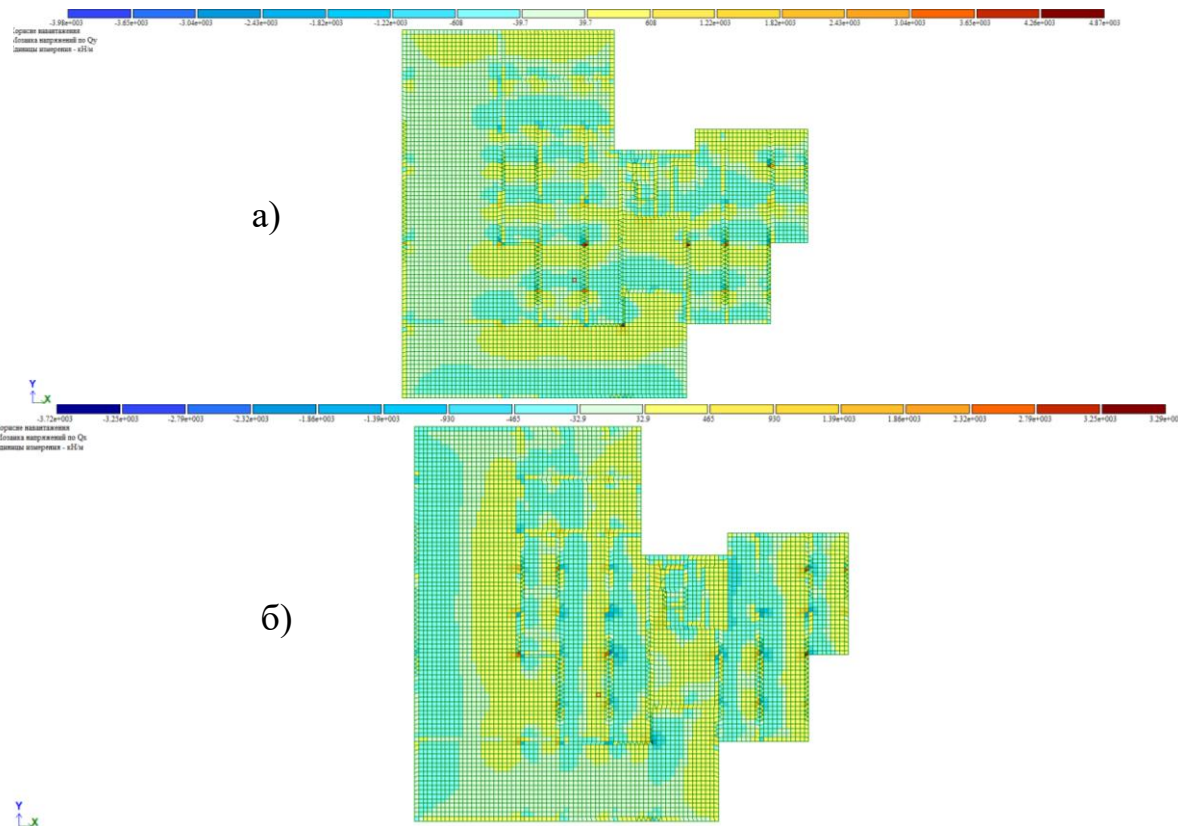 -3.98e+003 -3.65e+003 -3.04e+003 -2.43e+003 -1.82e+003 -1.22e+003 -608 -39.7 39.7 608 1.22e+003 1.82e+003 2.43e+003 3.04e+003 3.65e+003 4.26e+003 4.87e+003
навантаження
Мозаика напряжений по Qy
Единицы измерения - кН/м
а)
Y
X
-3.72e+003 -3.25e+003 -2.79e+003 -2.32e+003 -1.86e+003 -1.39e+003 -930 -465 -32.9 32.9 465 930 1.39e+003 1.86e+003 2.32e+003 2.79e+003 3.25e+003 3.29e+003
навантаження
Мозаика напряжений по Qx
единицы измерения - кН/м
б)
Y
X